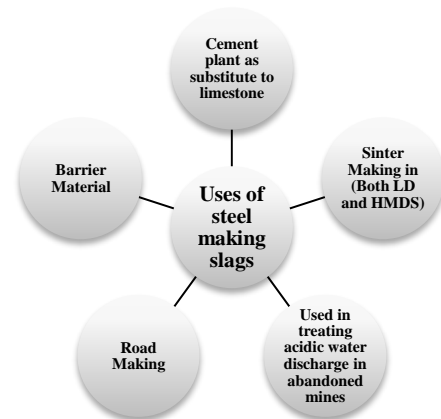 Cement
plant as
substitute to
limestone
Sinter
Making in
(Both LD
and HMDS)
Barrier
Material
Uses of
steel
making
slags
Road
Making
Used in
treating
acidic water
discharge in
abandoned
mines